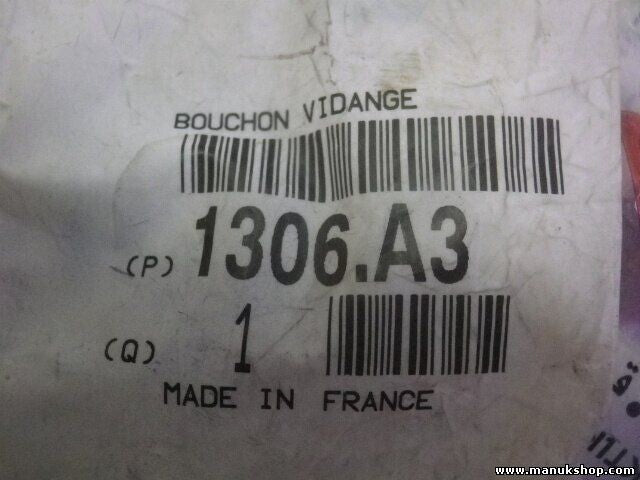 BOUCHON VIDANGE
(P) 1306.A3
(Q) 1
MADE IN FRANCE
www.manukshop.com